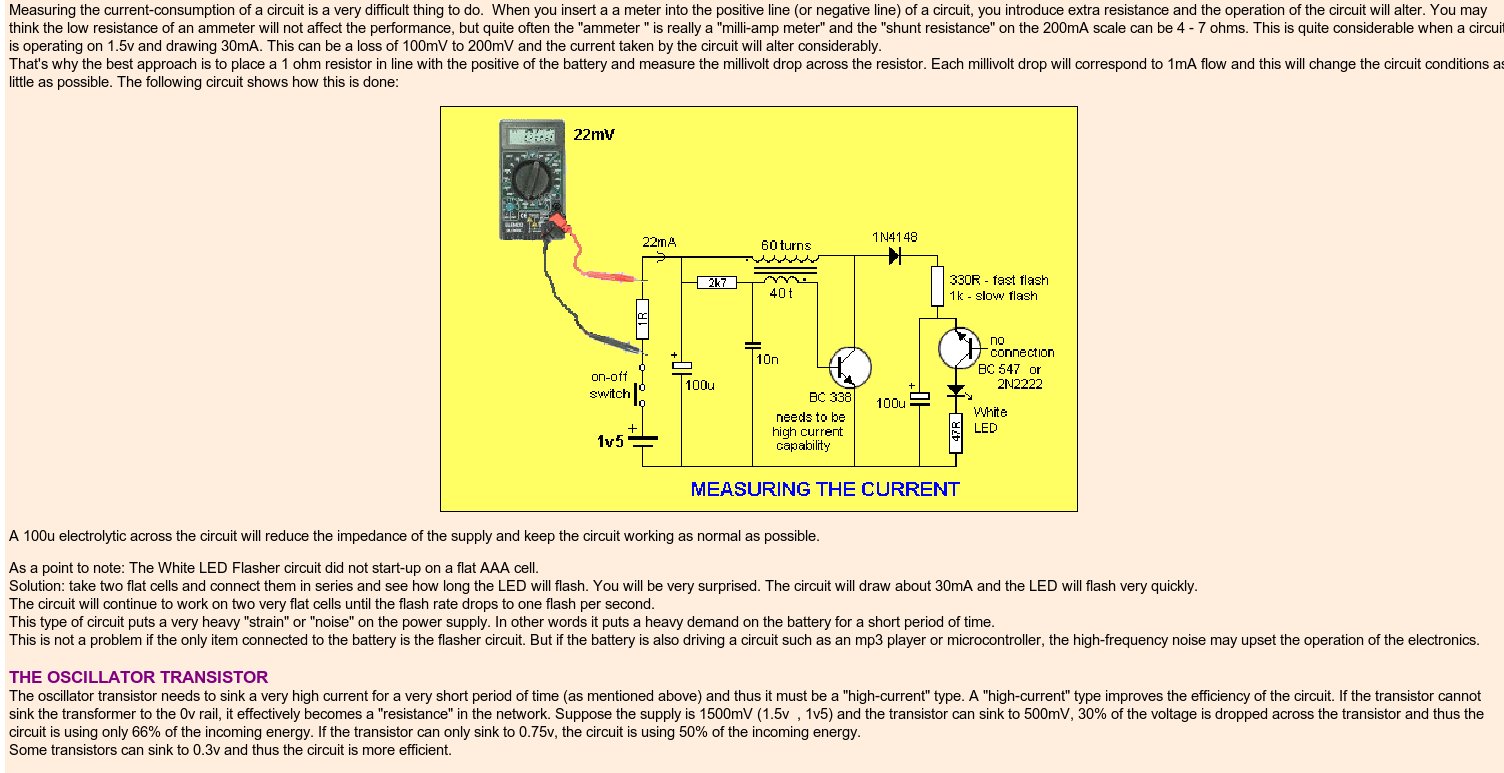 Measuring the current-consumption of a circuit is a very difficult thing to do.  When you insert a a meter into the positive line (or negative line) of a circuit, you introduce extra resistance and the operation of the circuit will alter. You may
think the low resistance of an ammeter will not affect the performance, but quite often the "ammeter " is really a "milli-amp meter" and the "shunt resistance" on the 200mA scale can be 4 - 7 ohms. This is quite considerable when a circuit
is operating on 1.5v and drawing 30mA. This can be a loss of 100mV to 200mV and the current taken by the circuit will alter considerably.
That's why the best approach is to place a 1 ohm resistor in line with the positive of the battery and measure the millivolt drop across the resistor. Each millivolt drop will correspond to 1mA flow and this will change the circuit conditions as
little as possible. The following circuit shows how this is done:
22mV
22mA
60 turns
1N4148
2k7
40 t
330R - fast flash
1k - slow flash
1R
+
10n
no
connection
BC 547 or
2N2222
on-off
switch
100u
BC 338
needs to be
high current
capability
+
100u
White
LED
47R
+
1v5
MEASURING THE CURRENT
A 100u electrolytic across the circuit will reduce the impedance of the supply and keep the circuit working as normal as possible.
As a point to note: The White LED Flasher circuit did not start-up on a flat AAA cell.
Solution: take two flat cells and connect them in series and see how long the LED will flash. You will be very surprised. The circuit will draw about 30mA and the LED will flash very quickly.
The circuit will continue to work on two very flat cells until the flash rate drops to one flash per second.
This type of circuit puts a very heavy "strain" or "noise" on the power supply. In other words it puts a heavy demand on the battery for a short period of time.
This is not a problem if the only item connected to the battery is the flasher circuit. But if the battery is also driving a circuit such as an mp3 player or microcontroller, the high-frequency noise may upset the operation of the electronics.
THE OSCILLATOR TRANSISTOR
The oscillator transistor needs to sink a very high current for a very short period of time (as mentioned above) and thus it must be a "high-current" type. A "high-current" type improves the efficiency of the circuit. If the transistor cannot
sink the transformer to the 0v rail, it effectively becomes a "resistance" in the network. Suppose the supply is 1500mV (1.5v  , 1v5) and the transistor can sink to 500mV, 30% of the voltage is dropped across the transistor and thus the
circuit is using only 66% of the incoming energy. If the transistor can only sink to 0.75v, the circuit is using 50% of the incoming energy.
Some transistors can sink to 0.3v and thus the circuit is more efficient.